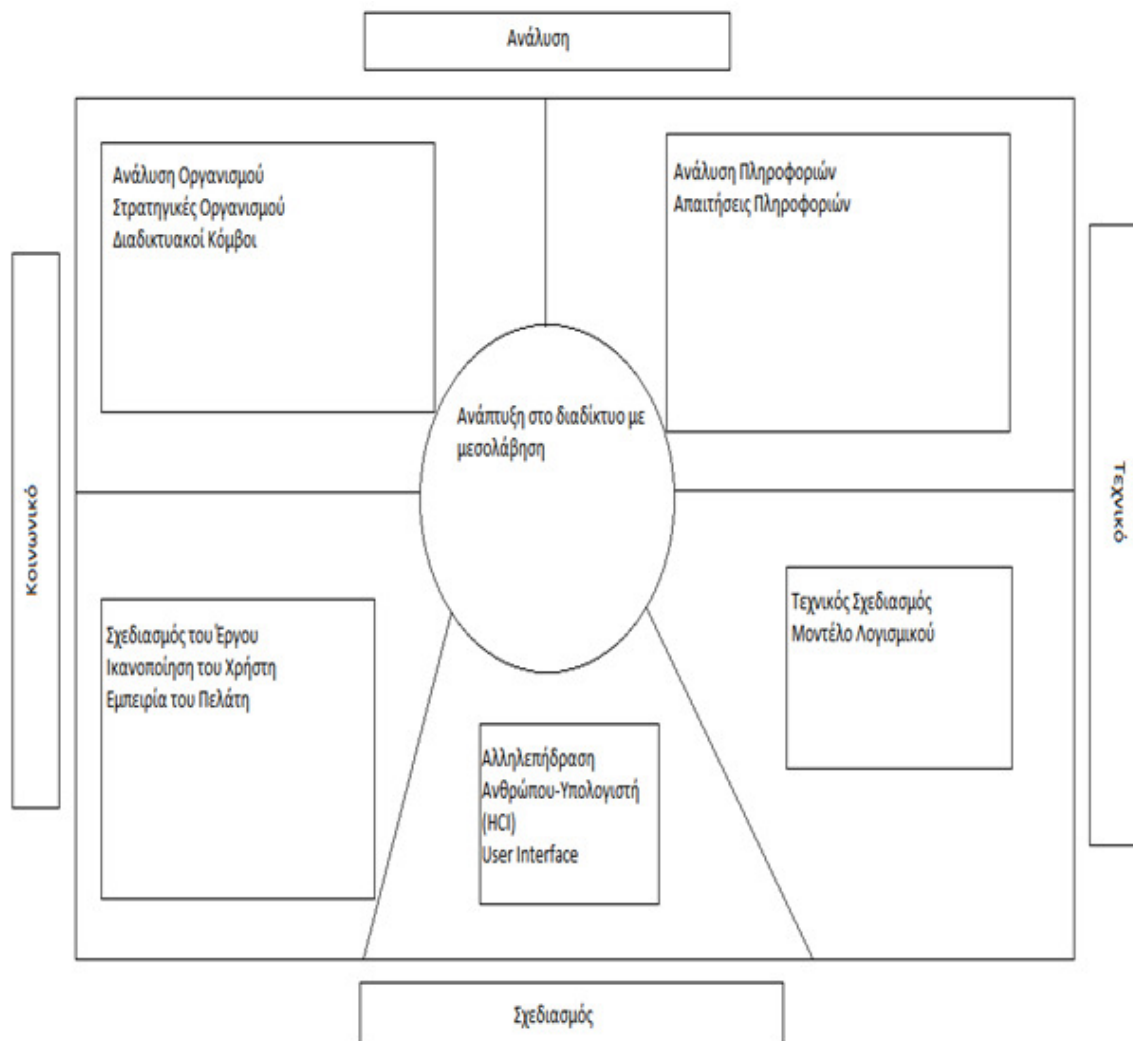 Ανάλυση
Ανάλυση Οργανισμού
Στρατηγικές Οργανισμού
Διαδικτυακοί Κόμβοι
Ανάλυση Πληροφοριών
Απαιτήσεις Πληροφοριών
Κοινωνικό
Ανάπτυξη στο διαδίκτυο με
μεσολάβηση
Τεχνικό
Σχεδιασμός του Έργου
Ικανοποίηση του Χρήστη
Εμπειρία του Πελάτη
Αλληλεπήδραση
Ανθρώπου-Υπολογιστή
(HCI)
User Interface
Τεχνικός Σχεδιασμός
Μοντέλο Λογισμικού
Σχεδιασμός